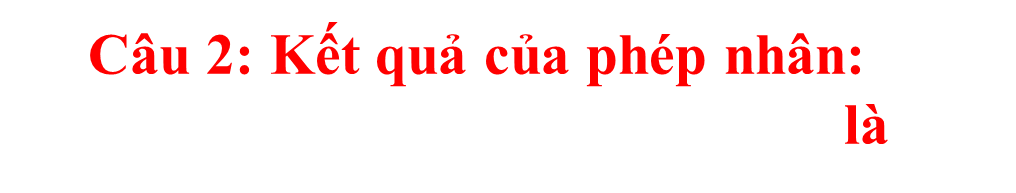 Câu 2: Kết quả của phép nhân:
là